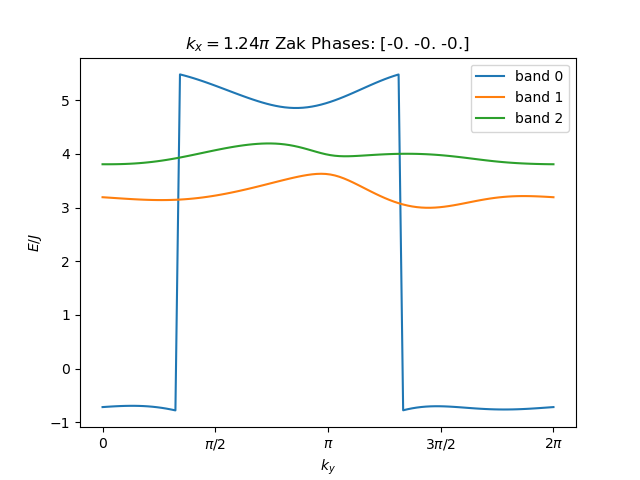 $k_x = 1.24\pi$ Zak Phases: [-0. -0. -0.]
band 0
band 1
band 2
E/J
5
4
3
2
1
0
−1
0
π/2
π
3π/2
2π
$k_y$